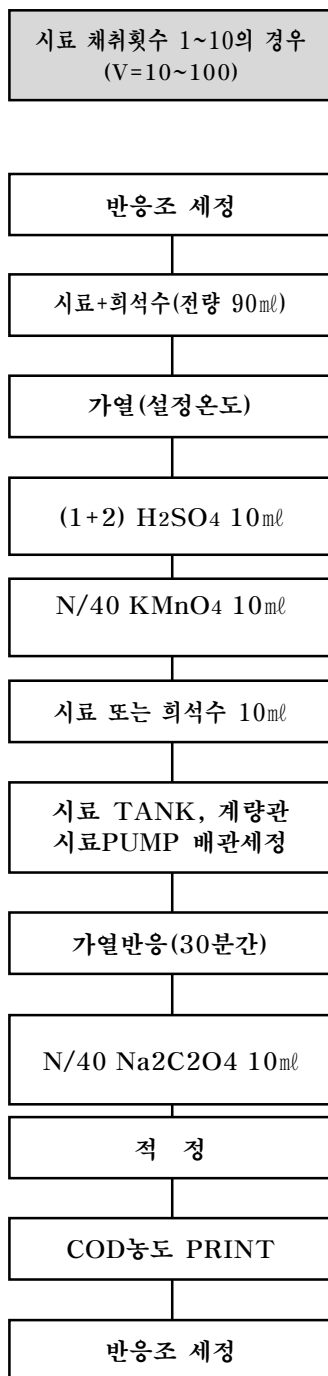 시료 채취횟수 1~10의 경우
(V=10~100)
반응조 세정
시료+희석수(전량 90㎖)
가열(설정온도)
(1+2) H2SO4 10㎖
N/40 KMnO4 10㎖
시료 또는 희석수 10㎖
시료 TANK, 계량관
시료PUMP 배관세정
가열반응(30분간)
N/40 Na2C2O4 10㎖
적 정
COD농도 PRINT
반응조 세정